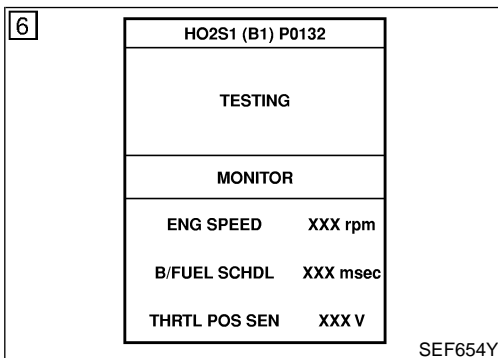 6
HO2S1 (B1) P0132
TESTING
MONITOR
ENG SPEED XXX rpm
B/FUEL SCHDL XXX msec
THRTL POS SEN XXX V
SEF654Y